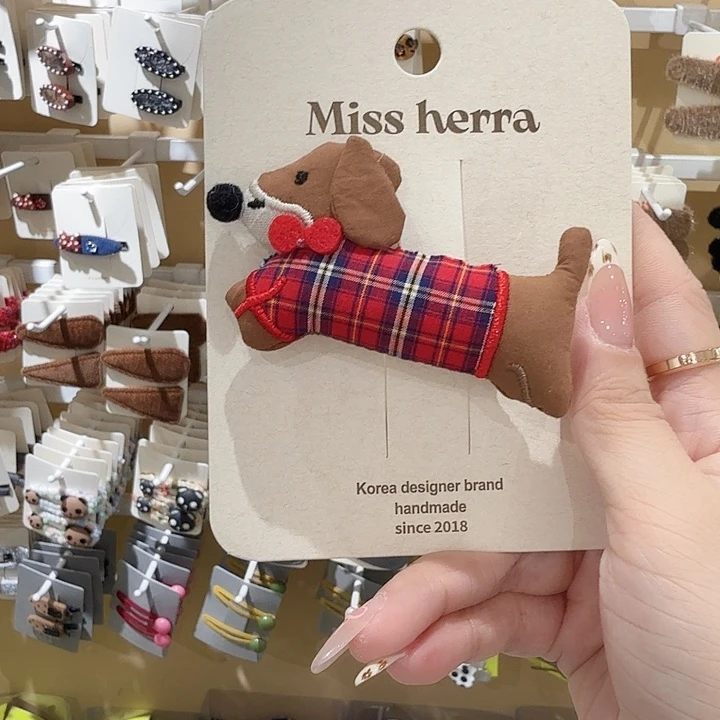 Miss herra
Korea designer brand
handmade
since 2018